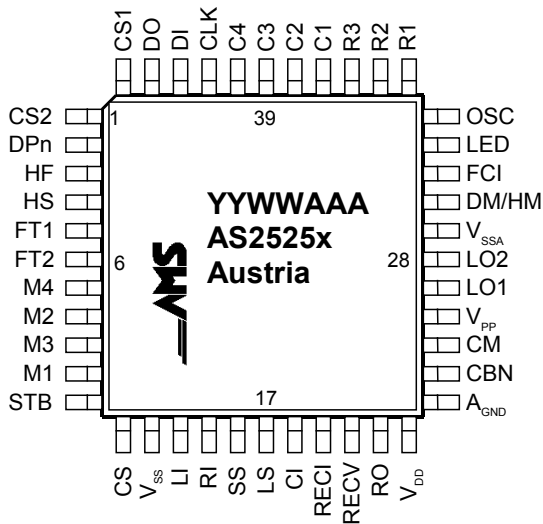 CS1 DO DI CLK C4 C3 C2 C1 R3 R2 R1
CS2 1 39 OSC
DPn LED
HF FCI
HS YYWWAAA DM/HM
FT1 AS2525x VSSA
FT2 6 Austria 28 LO2
M4 AMS LO1
M2 VPP
M3 CM
M1 CBN
STB 17 AGND
CS VSS LI RI SS LS CI RECI RECV RO VDD